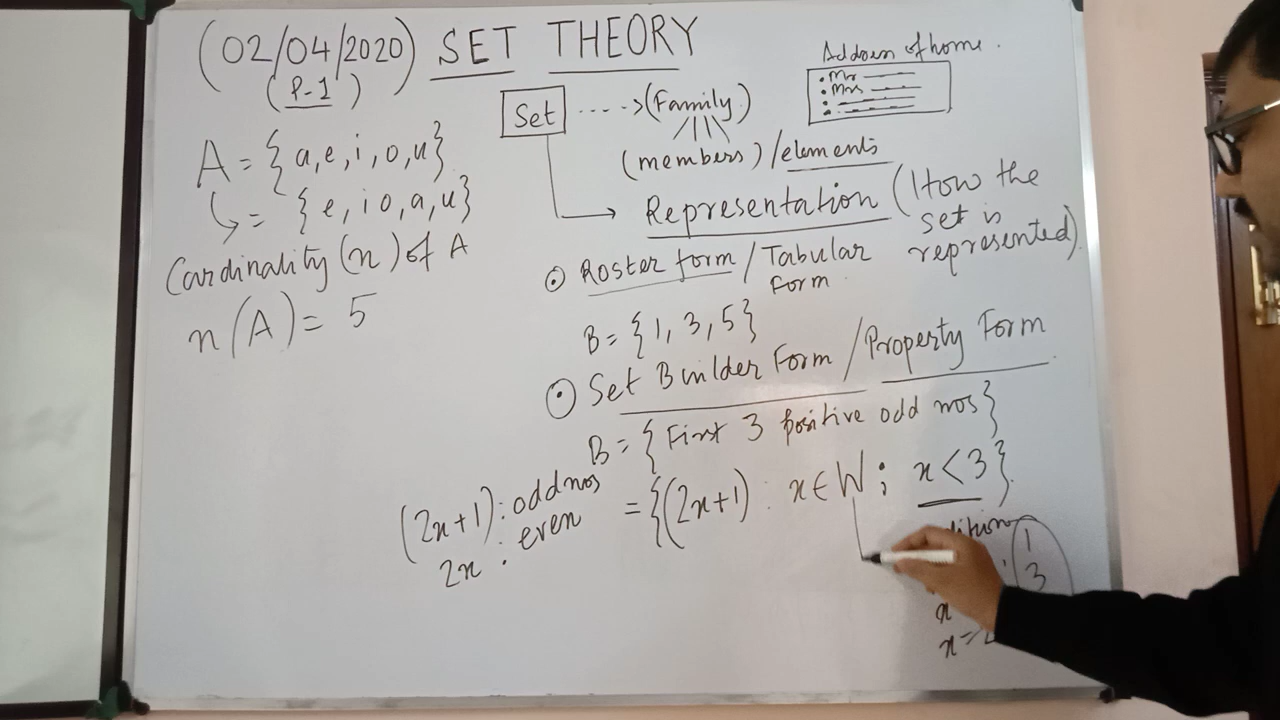 (02/04/2020) SET THEORY
(P-1)
A = {a, e, i, o, u}
↳ = {e, i o, a, u}
Cardinality (n) of A
n(A) = 5
Set ----> (Family)
(members) / elements
Address of home.
• Mr
• Mrs
Representation (How the
set is
represented).
⊙ Roster form / Tabular
Form
B = {1, 3, 5}
⊙ Set Builder Form / Property Form
B = {First 3 positive odd nos}
= {(2x+1) : x ∈ W ; x < 3}
(2x+1) : odd nos
2x : even
1
3
x =